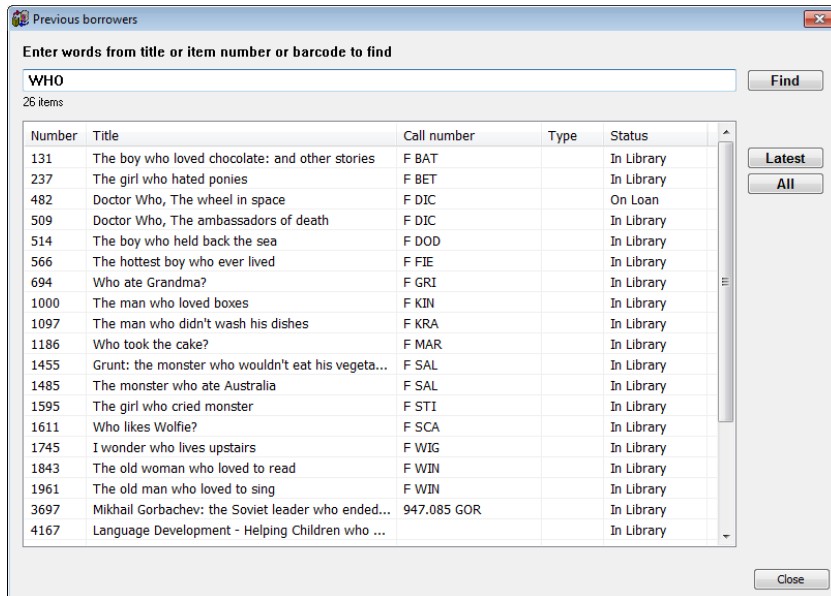 Previous borrowers
Enter words from title or item number or barcode to find
WHO Find
26 items
Number Title Call number Type Status
131 The boy who loved chocolate: and other stories F BAT In Library Latest
237 The girl who hated ponies F BET In Library All
482 Doctor Who, The wheel in space F DIC On Loan
509 Doctor Who, The ambassadors of death F DIC In Library
514 The boy who held back the sea F DOD In Library
566 The hottest boy who ever lived F FIE In Library
694 Who ate Grandma? F GRI In Library
1000 The man who loved boxes F KIN In Library
1097 The man who didn't wash his dishes F KRA In Library
1186 Who took the cake? F MAR In Library
1455 Grunt: the monster who wouldn't eat his vegeta... F SAL In Library
1485 The monster who ate Australia F SAL In Library
1595 The girl who cried monster F STI In Library
1611 Who likes Wolfie? F SCA In Library
1745 I wonder who lives upstairs F WIG In Library
1843 The old woman who loved to read F WIN In Library
1961 The old man who loved to sing F WIN In Library
3697 Mikhail Gorbachev: the Soviet leader who ended... 947.085 GOR In Library
4167 Language Development - Helping Children who ... In Library
Close